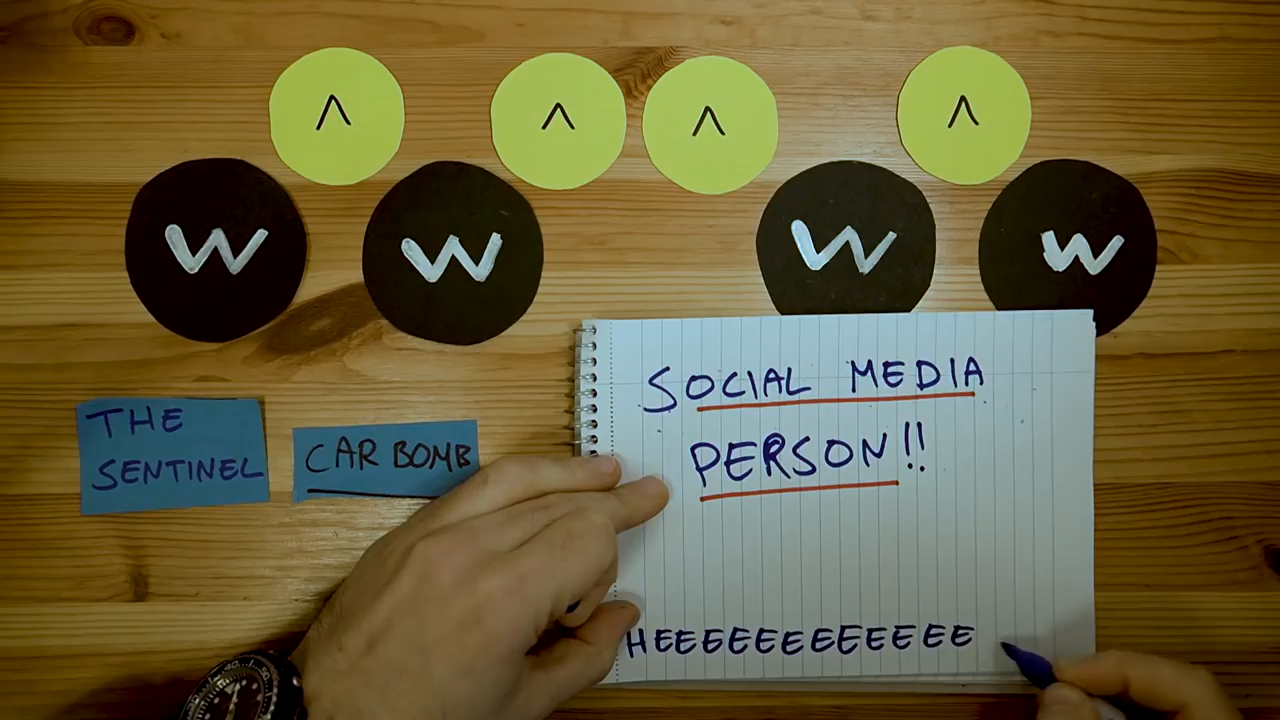 ^ ^ ^ ^
W W W W
THE
SENTINEL
CAR BOMB
SOCIAL MEDIA
PERSON!!
HEEEEEEEEEEEE